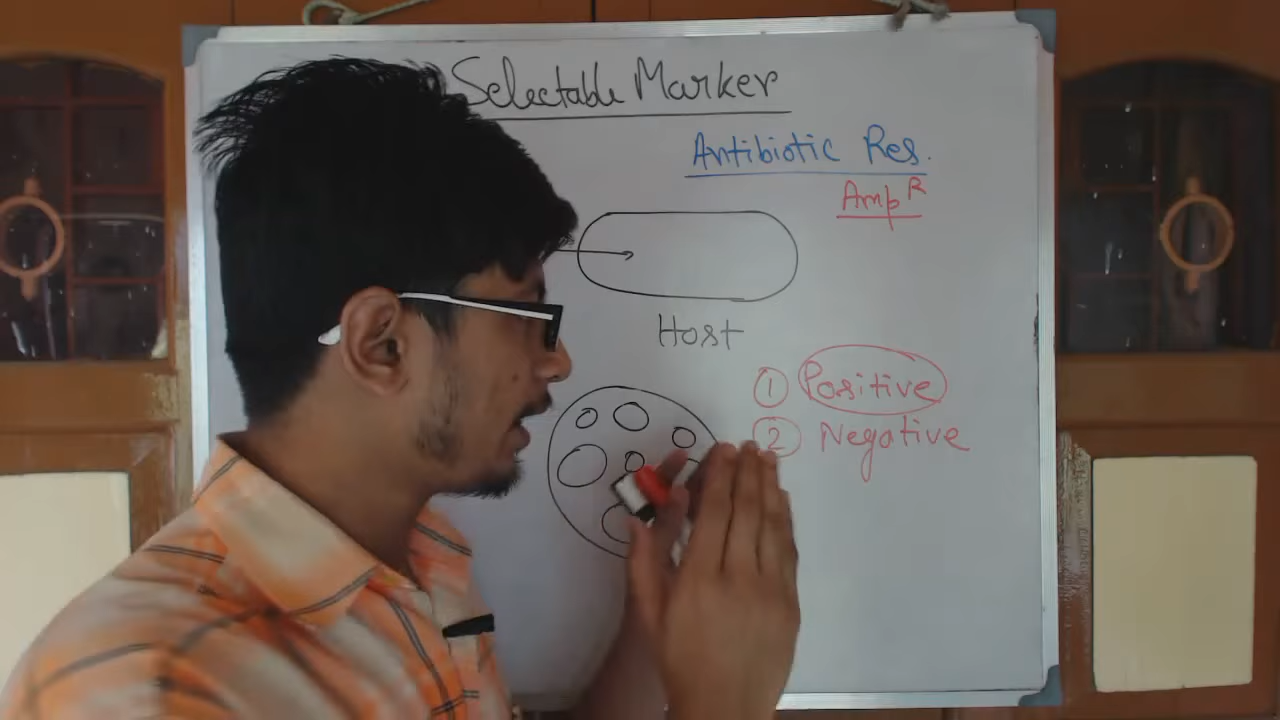 Selectable Marker
Antibiotic Res.
Amp R
Host
1 Positive
2 Negative